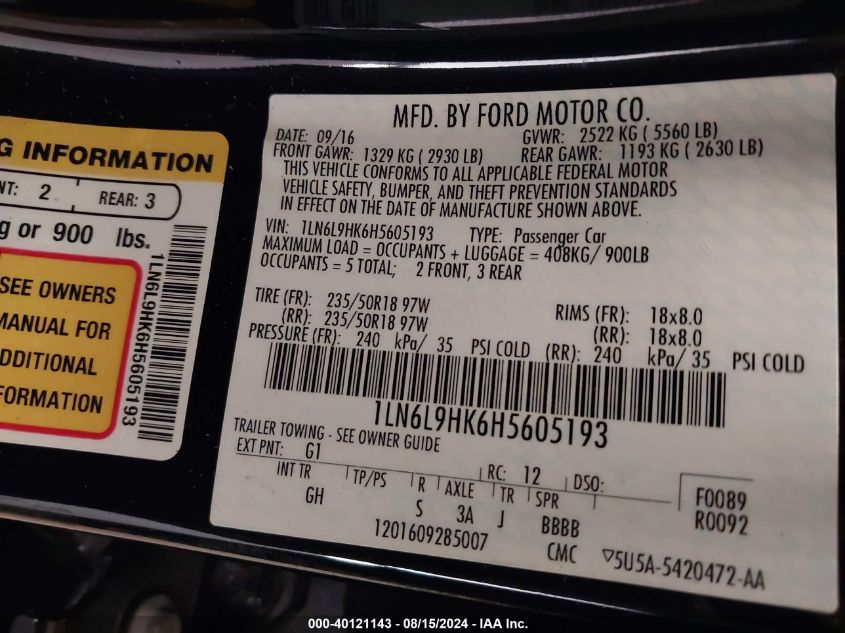 G INFORMATION
NT: 2 REAR: 3
g or 900 lbs.
SEE OWNERS
MANUAL FOR
ADDITIONAL
FORMATION
1LN6L9HK6H5605193
MFD. BY FORD MOTOR CO.
DATE: 09/16 GVWR: 2522 KG ( 5560 LB)
FRONT GAWR: 1329 KG ( 2930 LB) REAR GAWR: 1193 KG ( 2630 LB)
THIS VEHICLE CONFORMS TO ALL APPLICABLE FEDERAL MOTOR
VEHICLE SAFETY, BUMPER, AND THEFT PREVENTION STANDARDS
IN EFFECT ON THE DATE OF MANUFACTURE SHOWN ABOVE.
VIN: 1LN6L9HK6H5605193 TYPE: Passenger Car
MAXIMUM LOAD = OCCUPANTS + LUGGAGE = 408KG/ 900LB
OCCUPANTS = 5 TOTAL; 2 FRONT, 3 REAR
TIRE (FR): 235/50R18 97W RIMS (FR): 18x8.0
(RR): 235/50R18 97W (RR): 18x8.0
PRESSURE (FR): 240 kPa/ 35 PSI COLD (RR): 240 kPa/ 35 PSI COLD
1LN6L9HK6H5605193
TRAILER TOWING - SEE OWNER GUIDE
EXT PNT: G1 RC: 12 DSO: F0089
INT TR TP/PS R AXLE TR SPR R0092
GH S 3A J BBBB
1201609285007 CMC ▽5U5A-5420472-AA
000-40121143 - 08/15/2024 - IAA Inc.